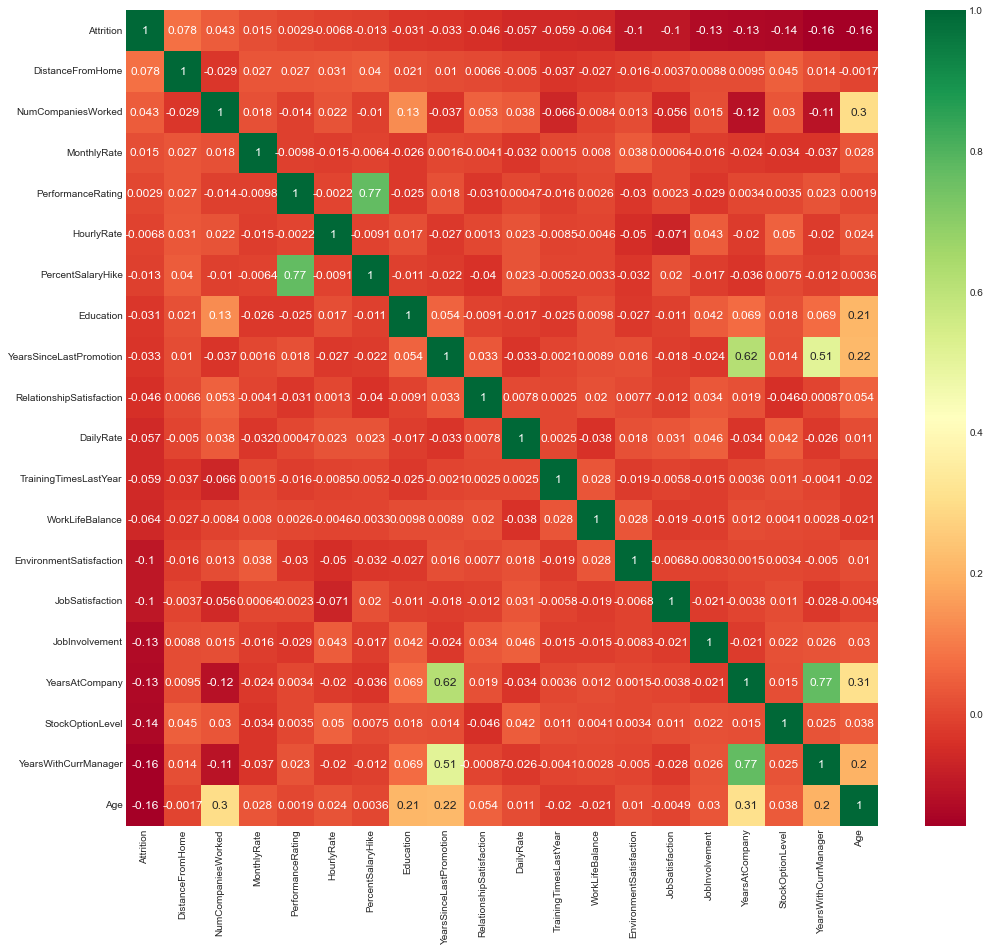 Attrition 1 0.078 0.043 0.015 0.0029 -0.0068 -0.013 -0.031 -0.033 -0.046 -0.057 -0.059 -0.064 -0.1 -0.1 -0.13 -0.13 -0.14 -0.16 -0.16
DistanceFromHome 0.078 1 -0.029 0.027 0.027 0.031 0.04 0.021 0.01 0.0066 -0.005 -0.037 -0.027 -0.016 -0.0037 0.0088 0.0095 0.045 0.014 -0.0017
NumCompaniesWorked 0.043 -0.029 1 0.018 -0.014 0.022 -0.01 0.13 -0.037 0.053 0.038 -0.066 -0.0084 0.013 -0.056 0.015 -0.12 0.03 -0.11 0.3
MonthlyRate 0.015 0.027 0.018 1 -0.0098 -0.015 -0.0064 -0.026 0.0016 -0.0041 -0.032 0.0015 0.008 0.038 0.00064 -0.016 -0.024 -0.034 -0.037 0.028
PerformanceRating 0.0029 0.027 -0.014 -0.0098 1 -0.0022 0.77 -0.025 0.018 -0.031 0.00047 -0.016 0.0026 -0.03 0.0023 -0.029 0.0034 0.0035 0.023 0.0019
HourlyRate -0.0068 0.031 0.022 -0.015 -0.0022 1 -0.0091 0.017 -0.027 0.0013 0.023 -0.0085 -0.0046 -0.05 -0.071 0.043 -0.02 0.05 -0.02 0.024
PercentSalaryHike -0.013 0.04 -0.01 -0.0064 0.77 -0.0091 1 -0.011 -0.022 -0.04 0.023 -0.0052 -0.0033 -0.032 0.02 -0.017 -0.036 0.0075 -0.012 0.0036
Education -0.031 0.021 0.13 -0.026 -0.025 0.017 -0.011 1 0.054 -0.0091 -0.017 -0.025 0.0098 -0.027 -0.011 0.042 0.069 0.018 0.069 0.21
YearsSinceLastPromotion -0.033 0.01 -0.037 0.0016 0.018 -0.027 -0.022 0.054 1 0.033 -0.033 -0.0021 0.0089 0.016 -0.018 -0.024 0.62 0.014 0.51 0.22
RelationshipSatisfaction -0.046 0.0066 0.053 -0.0041 -0.031 0.0013 -0.04 -0.0091 0.033 1 0.0078 0.0025 0.02 0.0077 -0.012 0.034 0.019 -0.046 -0.00087 0.054
DailyRate -0.057 -0.005 0.038 -0.032 0.00047 0.023 0.023 -0.017 -0.033 0.0078 1 0.0025 -0.038 0.018 0.031 0.046 -0.034 0.042 -0.026 0.011
TrainingTimesLastYear -0.059 -0.037 -0.066 0.0015 -0.016 -0.0085 -0.0052 -0.025 -0.0021 0.0025 0.0025 1 0.028 -0.019 -0.0058 -0.015 0.0036 0.011 -0.0041 -0.02
WorkLifeBalance -0.064 -0.027 -0.0084 0.008 0.0026 -0.0046 -0.0033 0.0098 0.0089 0.02 -0.038 0.028 1 0.028 -0.019 -0.015 0.012 0.0041 0.0028 -0.021
EnvironmentSatisfaction -0.1 -0.016 0.013 0.038 -0.03 -0.05 -0.032 -0.027 0.016 0.0077 0.018 -0.019 0.028 1 -0.0068 -0.0083 0.0015 0.0034 -0.005 0.01
JobSatisfaction -0.1 -0.0037 -0.056 0.00064 0.0023 -0.071 0.02 -0.011 -0.018 -0.012 0.031 -0.0058 -0.019 -0.0068 1 -0.021 -0.0038 0.011 -0.028 -0.0049
JobInvolvement -0.13 0.0088 0.015 -0.016 -0.029 0.043 -0.017 0.042 -0.024 0.034 0.046 -0.015 -0.015 -0.0083 -0.021 1 -0.021 0.022 0.026 0.03
YearsAtCompany -0.13 0.0095 -0.12 -0.024 0.0034 -0.02 -0.036 0.069 0.62 0.019 -0.034 0.0036 0.012 0.0015 -0.0038 -0.021 1 0.015 0.77 0.31
StockOptionLevel -0.14 0.045 0.03 -0.034 0.0035 0.05 0.0075 0.018 0.014 -0.046 0.042 0.011 0.0041 0.0034 0.011 0.022 0.015 1 0.025 0.038
YearsWithCurrManager -0.16 0.014 -0.11 -0.037 0.023 -0.02 -0.012 0.069 0.51 -0.00087 -0.026 -0.0041 0.0028 -0.005 -0.028 0.026 0.77 0.025 1 0.2
Age -0.16 -0.0017 0.3 0.028 0.0019 0.024 0.0036 0.21 0.22 0.054 0.011 -0.02 -0.021 0.01 -0.0049 0.03 0.31 0.038 0.2 1
Attrition
DistanceFromHome
NumCompaniesWorked
MonthlyRate
PerformanceRating
HourlyRate
PercentSalaryHike
Education
YearsSinceLastPromotion
RelationshipSatisfaction
DailyRate
TrainingTimesLastYear
WorkLifeBalance
EnvironmentSatisfaction
JobSatisfaction
JobInvolvement
YearsAtCompany
StockOptionLevel
YearsWithCurrManager
Age
1.0
0.8
0.6
0.4
0.2
0.0